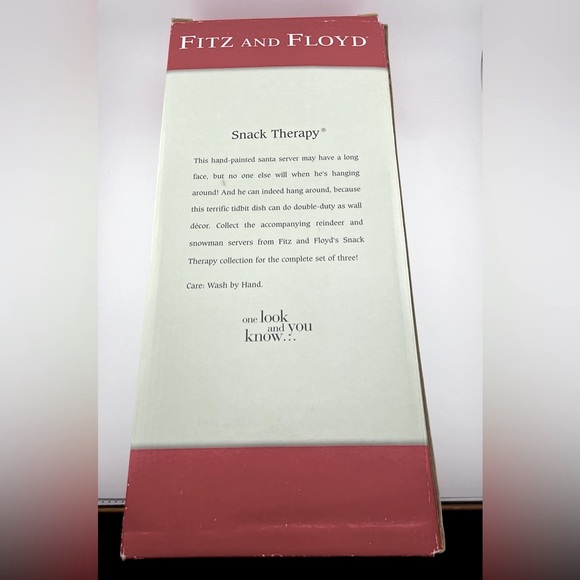 FITZ AND FLOYD™
Snack Therapy®
This hand-painted santa server may have a long
face, but no one else will when he's hanging
around! And he can indeed hang around, because
this terrific tidbit dish can do double-duty as wall
décor. Collect the accompanying reindeer and
snowman servers from Fitz and Floyd's Snack
Therapy collection for the complete set of three!
Care: Wash by Hand.
one look
and you
know.:.